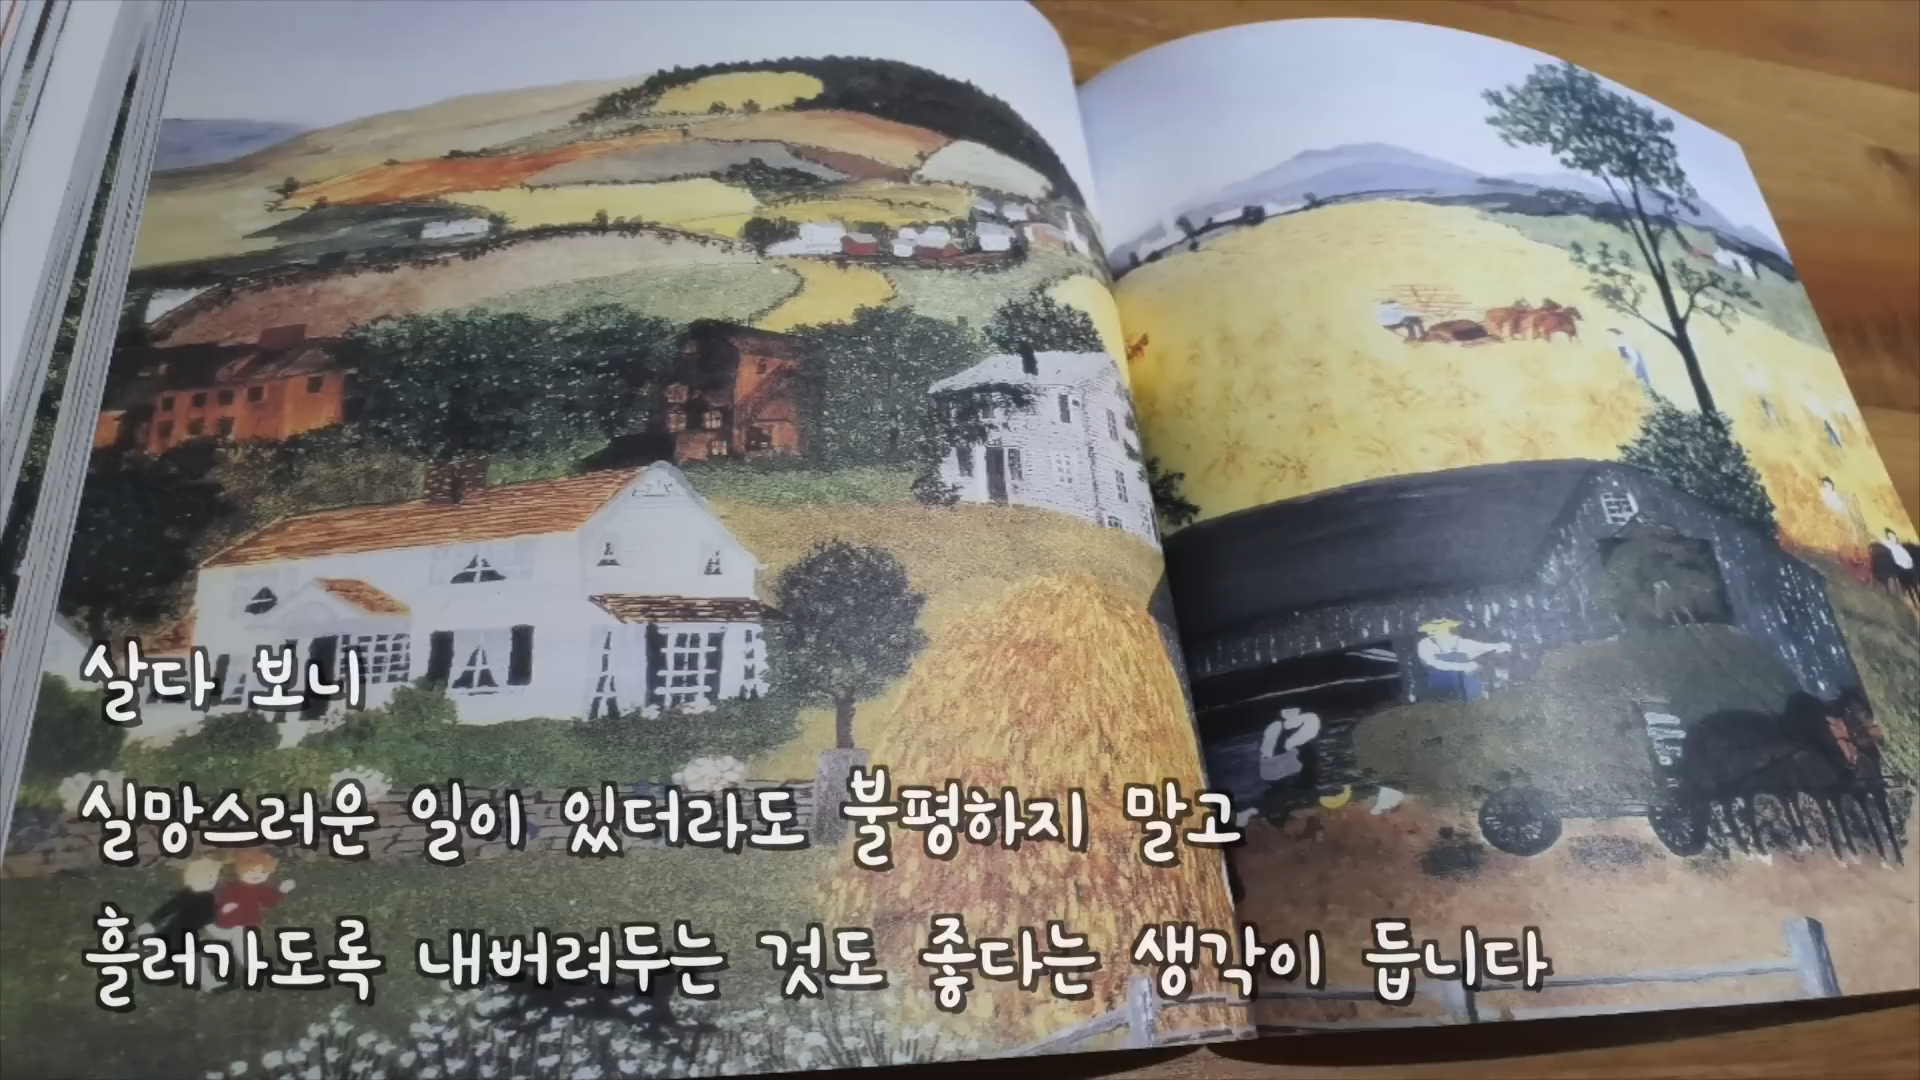 살다 보니
실망스러운 일이 있더라도 불평하지 말고
흘러가도록 내버려두는 것도 좋다는 생각이 듭니다